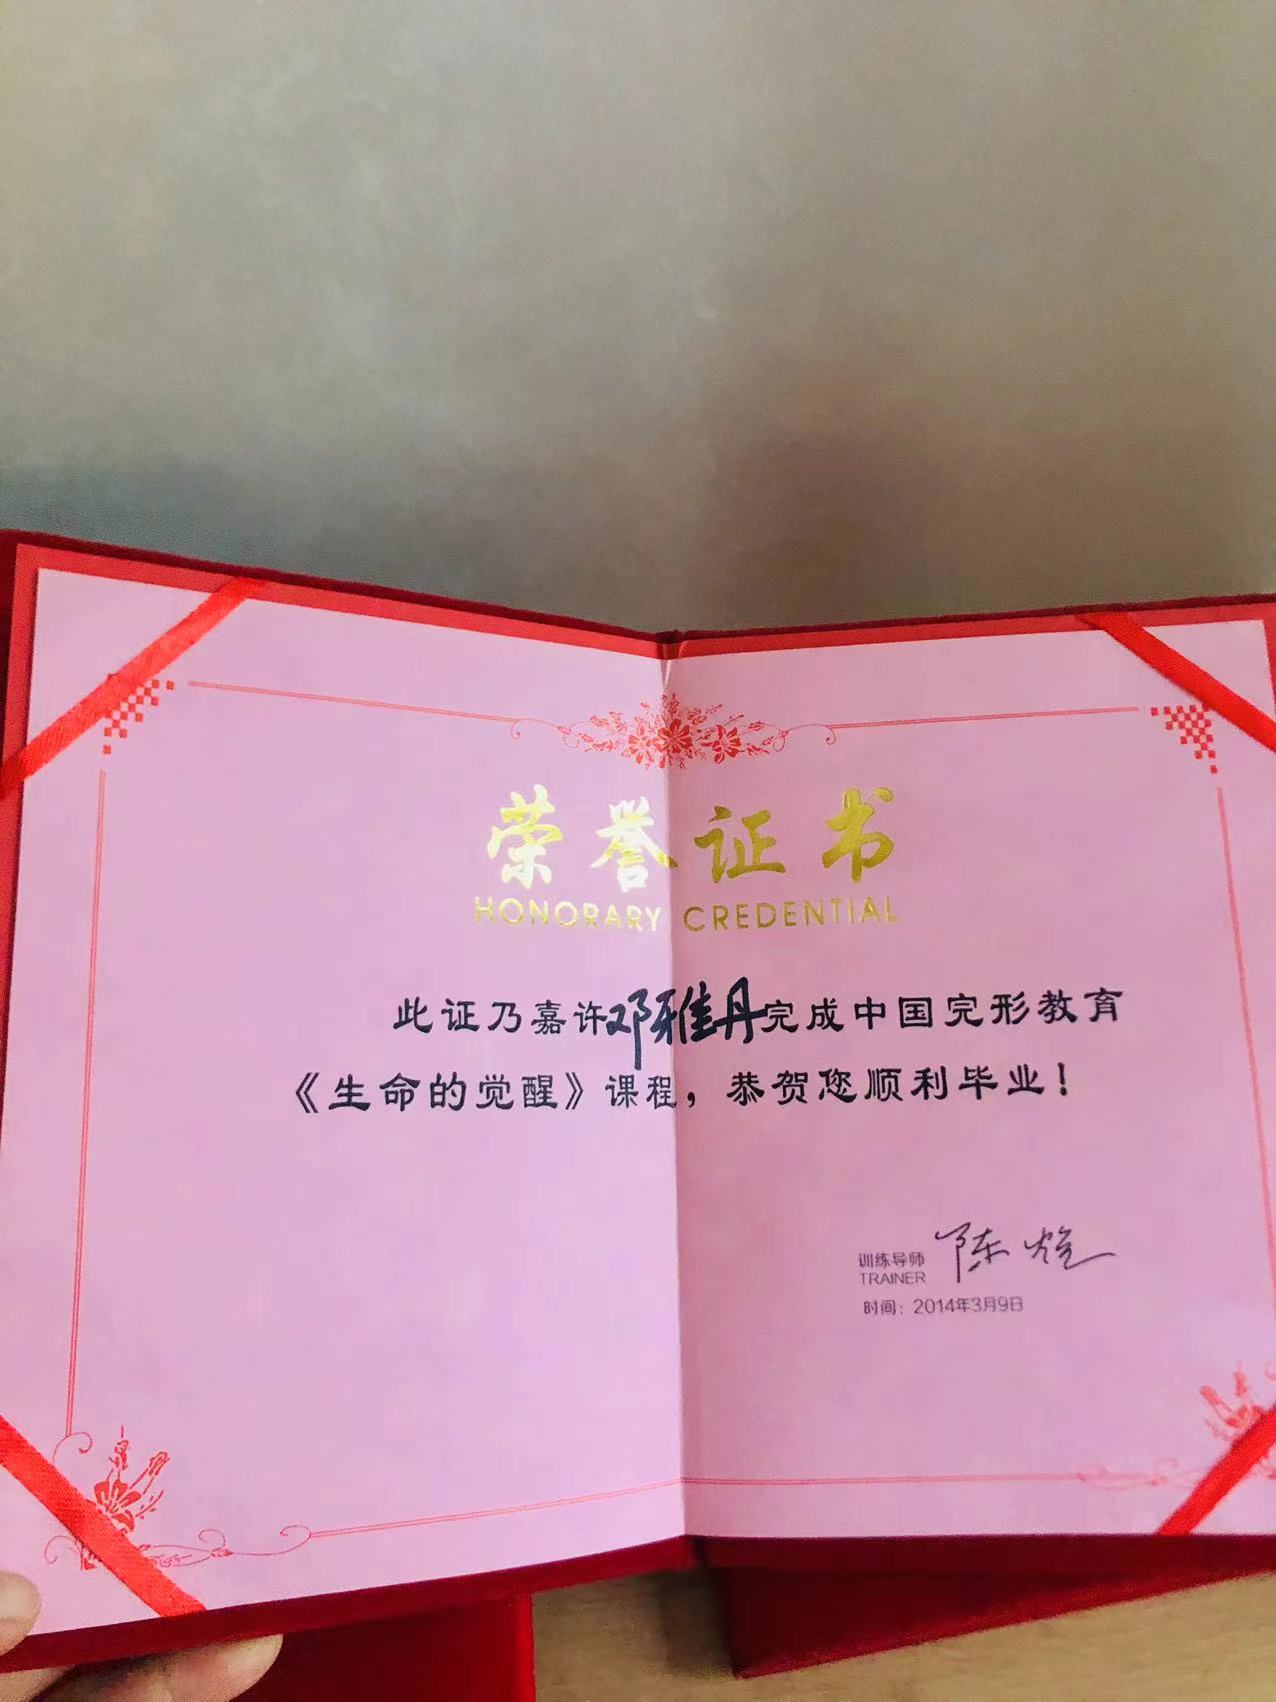 荣誉证书
HONORARY CREDENTIAL
此证乃嘉许邓雅丹完成中国完形教育
《生命的觉醒》课程，恭贺您顺利毕业！
训练导师 陈
TRAINER
时间：2014年3月9日